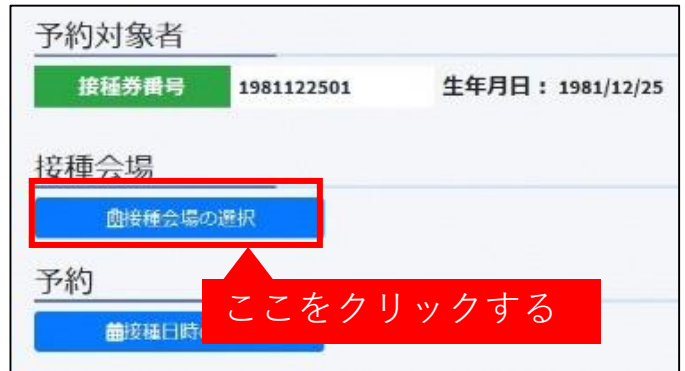 予約対象者
接種券番号 1981122501 生年月日： 1981/12/25
接種会場
接種会場の選択
予約
ここをクリックする
接種日時